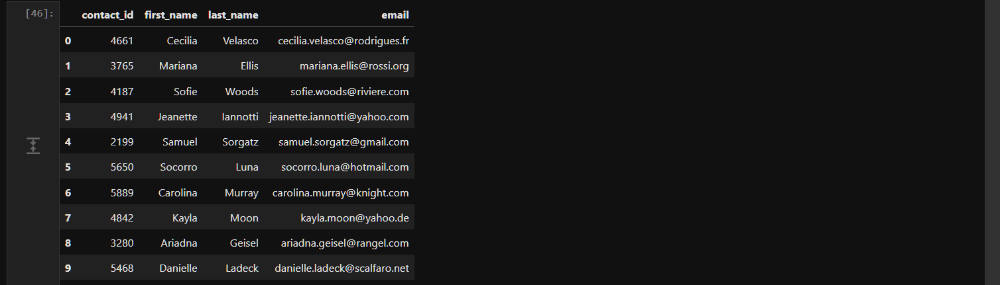 [46]: contact_id first_name last_name email
0 4661 Cecilia Velasco cecilia.velasco@rodrigues.fr
1 3765 Mariana Ellis mariana.ellis@rossi.org
2 4187 Sofie Woods sofie.woods@riviere.com
3 4941 Jeanette Iannotti jeanette.iannotti@yahoo.com
4 2199 Samuel Sorgatz samuel.sorgatz@gmail.com
5 5650 Socorro Luna socorro.luna@hotmail.com
6 5889 Carolina Murray carolina.murray@knight.com
7 4842 Kayla Moon kayla.moon@yahoo.de
8 3280 Ariadna Geisel ariadna.geisel@rangel.com
9 5468 Danielle Ladeck danielle.ladeck@scalfaro.net